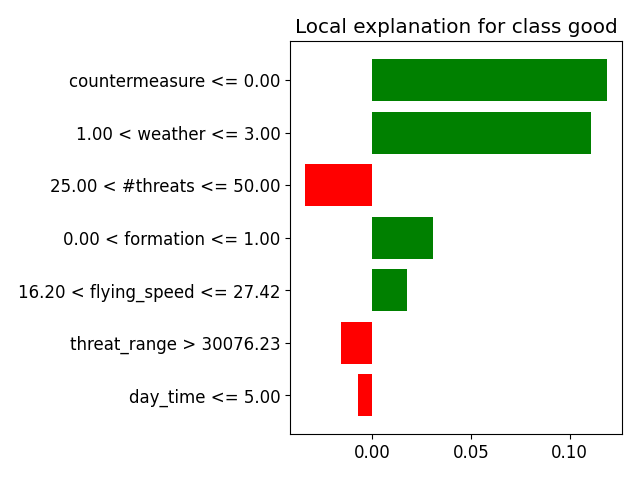 Local explanation for class good
countermeasure <= 0.00
1.00 < weather <= 3.00
25.00 < #threats <= 50.00
0.00 < formation <= 1.00
16.20 < flying_speed <= 27.42
threat_range > 30076.23
day_time <= 5.00
0.00 0.05 0.10